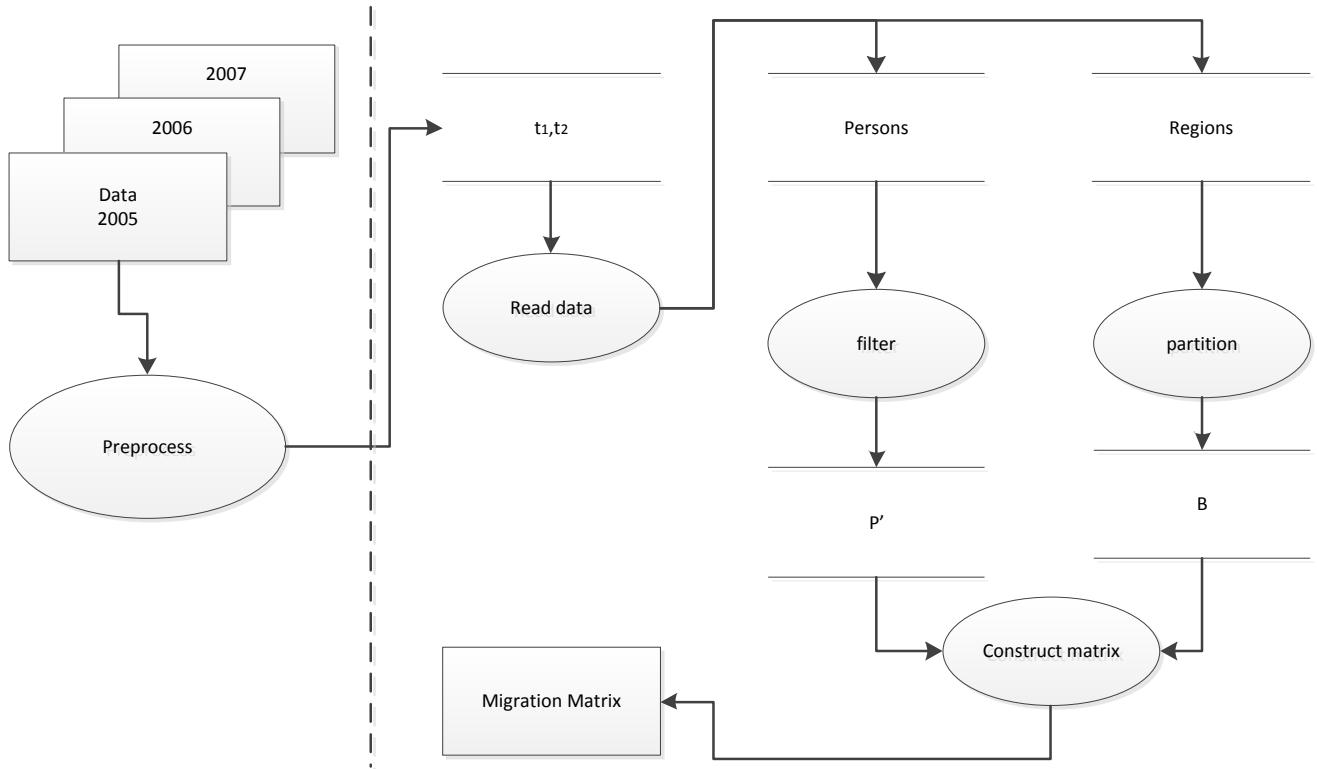 2007
2006
Data
2005
Preprocess
t1,t2
Read data
Persons
Regions
filter
partition
P’
B
Construct matrix
Migration Matrix